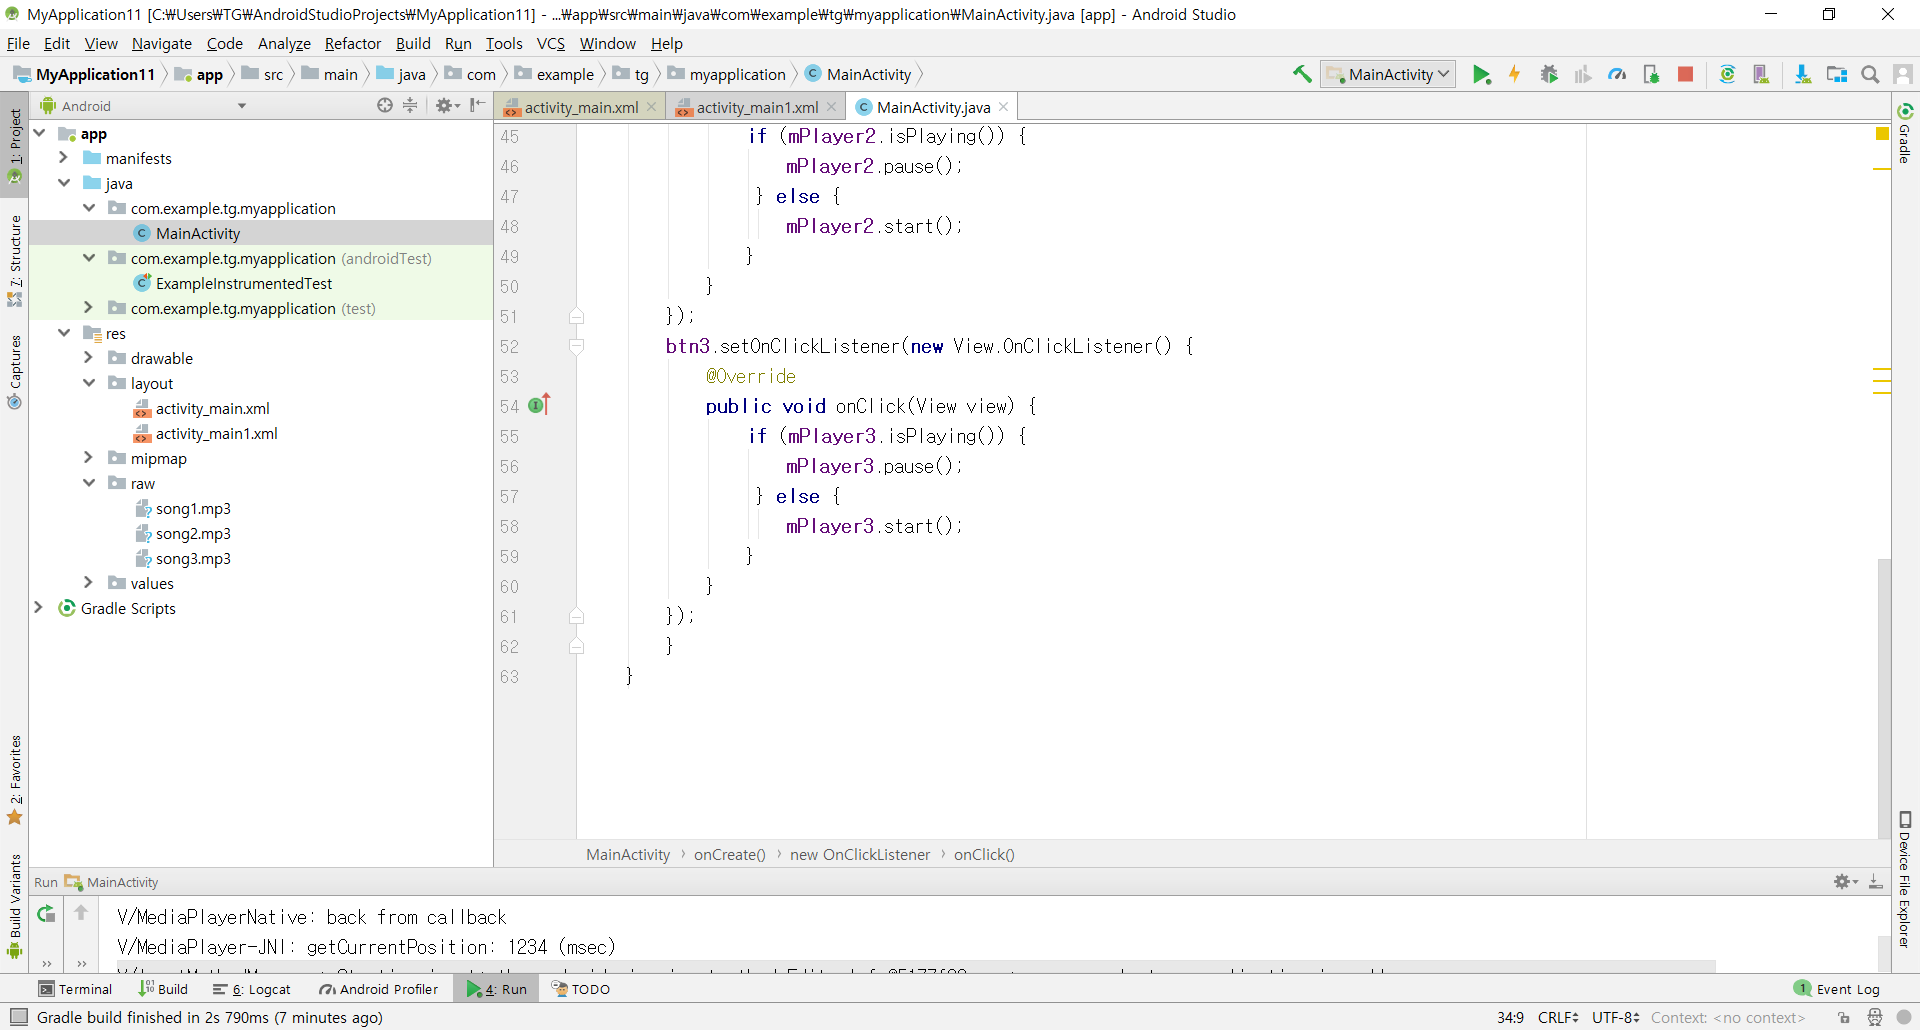 MyApplication11 [C:₩Users₩TG₩AndroidStudioProjects₩MyApplication11] - ...₩app₩src₩main₩java₩com₩example₩tg₩myapplication₩MainActivity.java [app] - Android Studio
File Edit View Navigate Code Analyze Refactor Build Run Tools VCS Window Help
MyApplication11 app src main java com example tg myapplication MainActivity MainActivity
Android activity_main.xml activity_main1.xml MainActivity.java
1: Project
7: Structure
Captures
2: Favorites
Build Variants
app
manifests
java
com.example.tg.myapplication
MainActivity
com.example.tg.myapplication (androidTest)
ExampleInstrumentedTest
com.example.tg.myapplication (test)
res
drawable
layout
activity_main.xml
activity_main1.xml
mipmap
raw
song1.mp3
song2.mp3
song3.mp3
values
Gradle Scripts
45 if (mPlayer2.isPlaying()) {
46 mPlayer2.pause();
47 } else {
48 mPlayer2.start();
49 }
50 }
51 });
52 btn3.setOnClickListener(new View.OnClickListener() {
53 @Override
54 public void onClick(View view) {
55 if (mPlayer3.isPlaying()) {
56 mPlayer3.pause();
57 } else {
58 mPlayer3.start();
59 }
60 }
61 });
62 }
63 }
MainActivity › onCreate() › new OnClickListener › onClick()
Gradle
Device File Explorer
Run MainActivity
V/MediaPlayerNative: back from callback
V/MediaPlayer-JNI: getCurrentPosition: 1234 (msec)
Terminal Build 6: Logcat Android Profiler 4: Run TODO 1 Event Log
Gradle build finished in 2s 790ms (7 minutes ago) 34:9 CRLF UTF-8 Context: <no context>